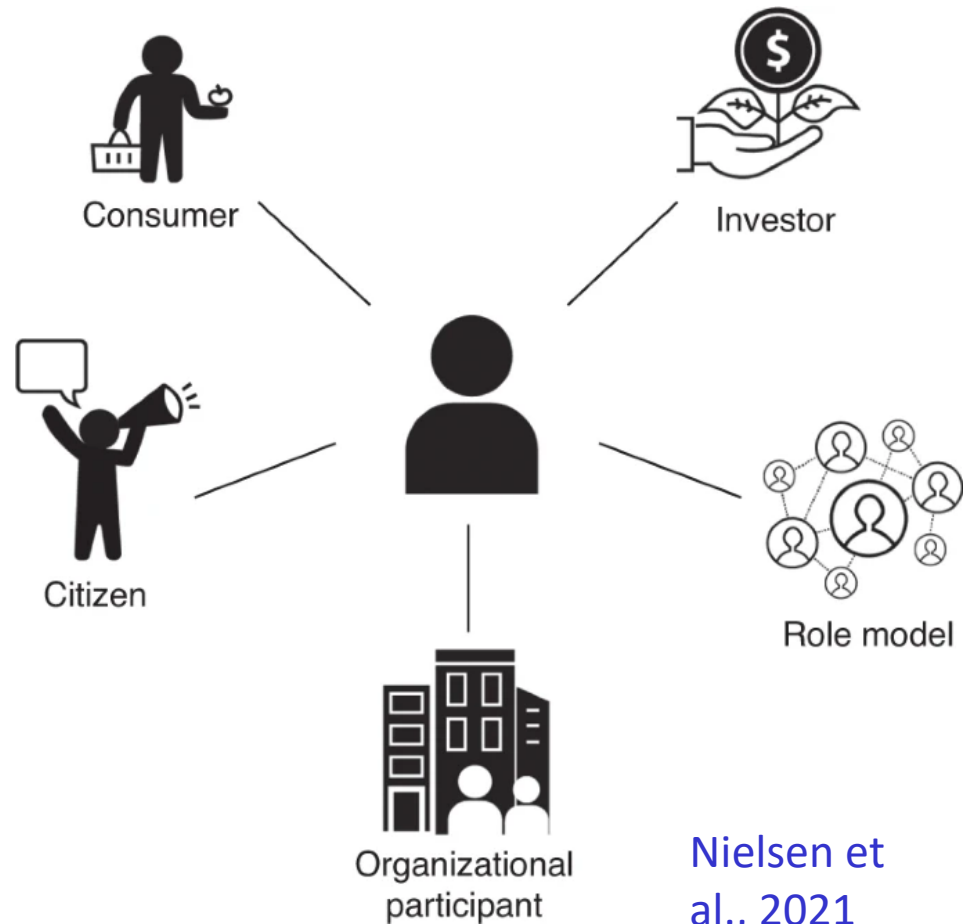 $
Consumer
Investor
Citizen
Role model
Organizational
participant
Nielsen et
al., 2021